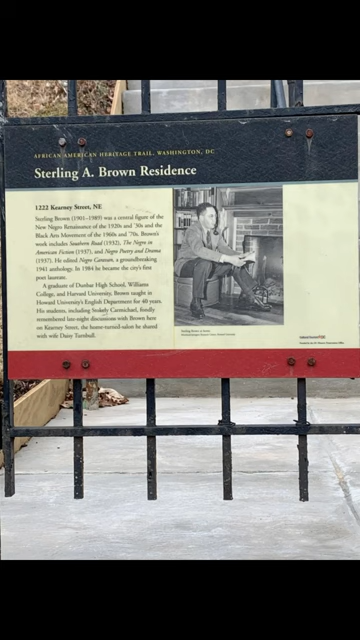 AFRICAN AMERICAN HERITAGE TRAIL, WASHINGTON, DC
Sterling A. Brown Residence
1222 Kearney Street, NE
Sterling Brown (1901–1989) was a central figure of the
New Negro Renaissance of the 1920s and '30s and the
Black Arts Movement of the 1960s and '70s. Brown's
work includes Southern Road (1932), The Negro in
American Fiction (1937), and Negro Poetry and Drama
(1937). He edited Negro Caravan, a groundbreaking
1941 anthology. In 1984 he became the city's first
poet laureate.
A graduate of Dunbar High School, Williams
College, and Harvard University, Brown taught in
Howard University's English Department for 40 years.
His students, including Stokely Carmichael, fondly
remembered late-night discussions with Brown here
on Kearney Street, the home-turned-salon he shared
with wife Daisy Turnbull.